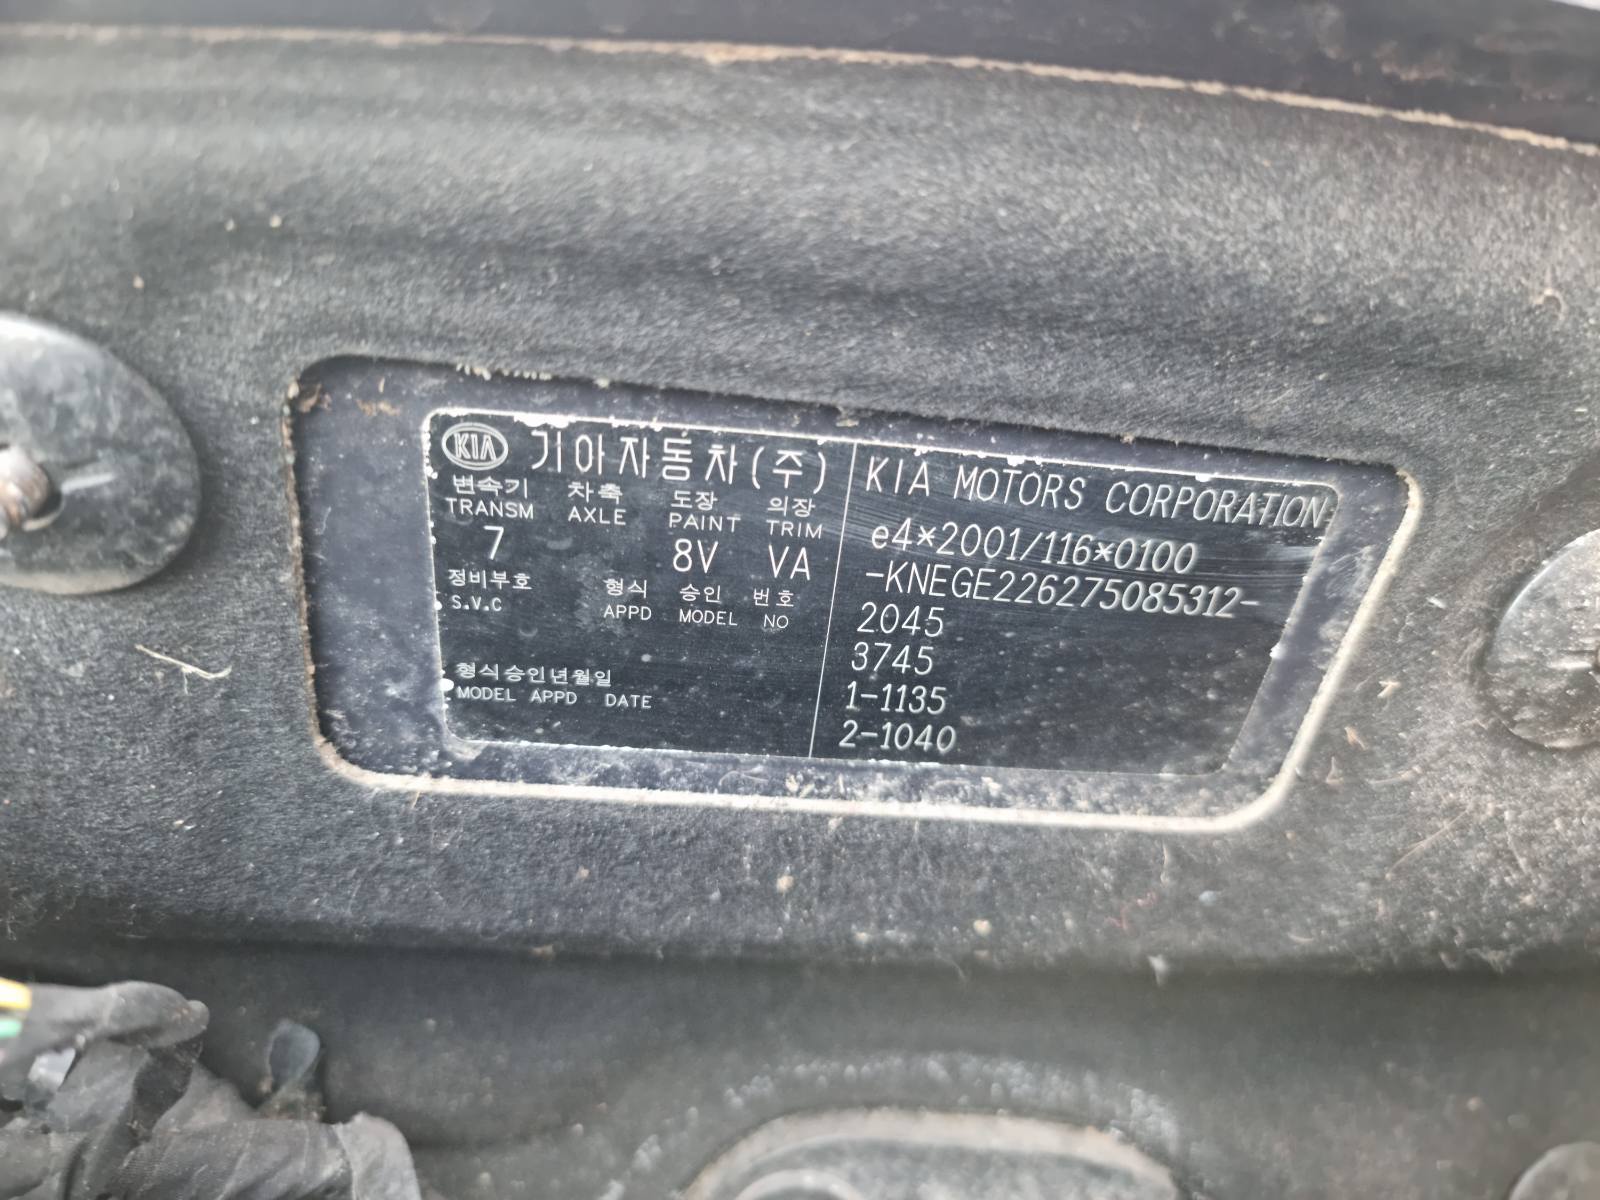 KIA 기아자동차(주)
변속기 차축 도장 의장
TRANSM AXLE PAINT TRIM
7 8V VA
정비부호 형식 승인 번호
S.V.C APPD MODEL NO
형식승인년월일
MODEL APPD DATE
KIA MOTORS CORPORATION
e4*2001/116*0100
-KNEGE226275085312-
2045
3745
1-1135
2-1040